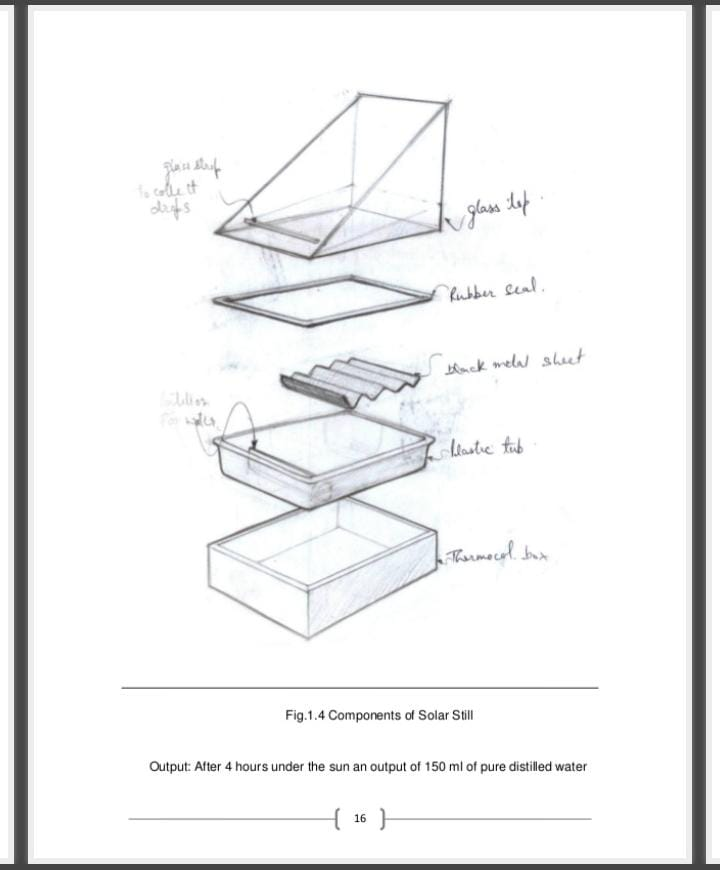 glass strip
to collect
drops
glass top
Rubber seal.
black metal sheet
for water
Plastic tub
Thermocol box
Fig.1.4 Components of Solar Still
Output: After 4 hours under the sun an output of 150 ml of pure distilled water
16